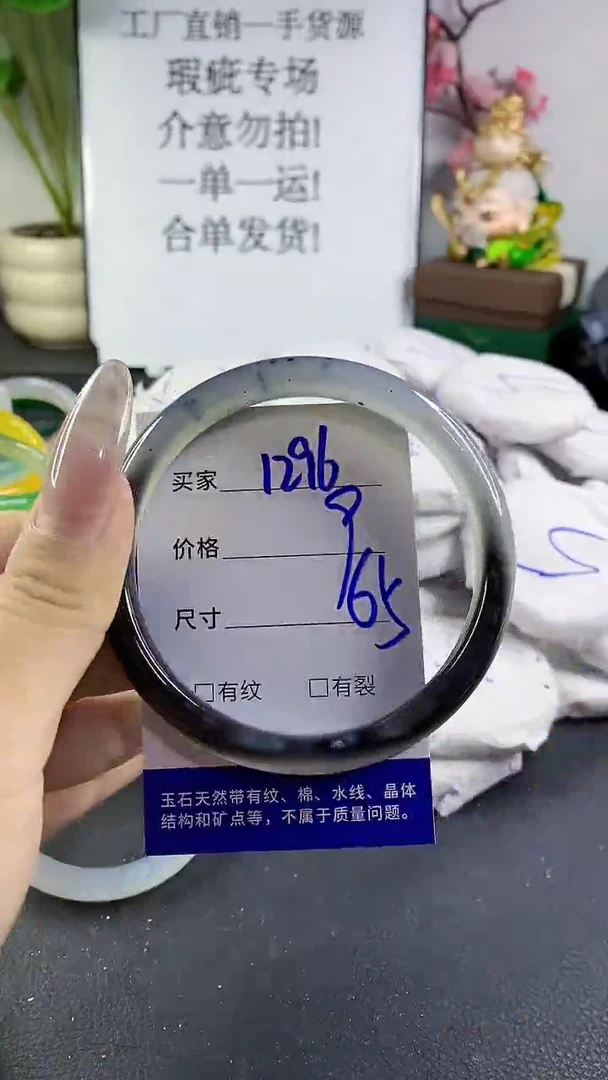 工厂直销一手货源
瑕疵专场
介意勿拍!
一单一运!
合单发货!
买家 1296
价格
尺寸 65
□有纹 □有裂
玉石天然带有纹、棉、水线、晶体
结构和矿点等，不属于质量问题。